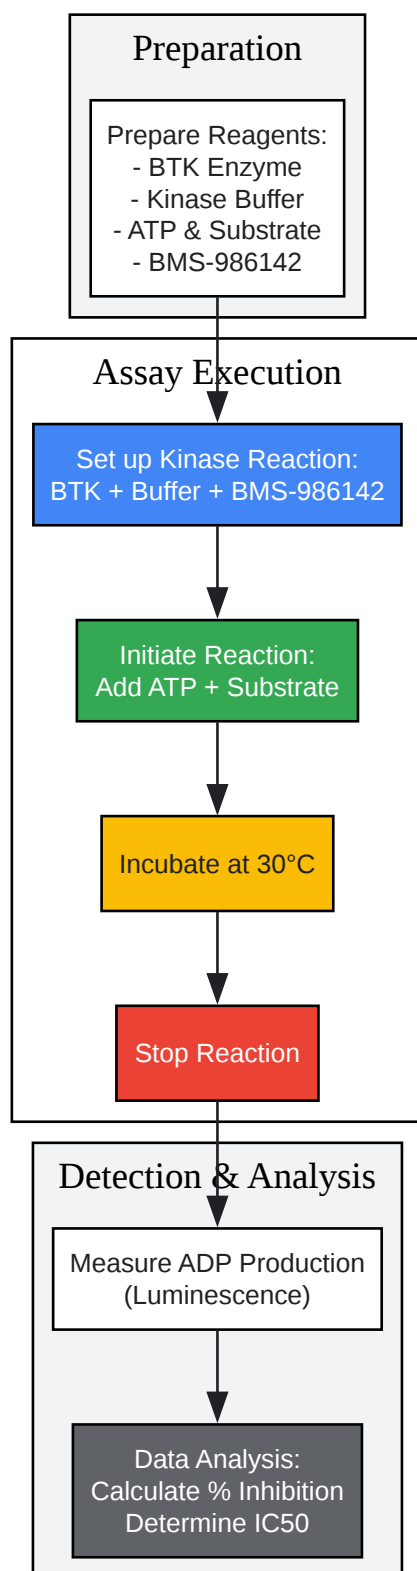 Preparation
Prepare Reagents:
- BTK Enzyme
- Kinase Buffer
- ATP & Substrate
- BMS-986142
Assay Execution
Set up Kinase Reaction:
BTK + Buffer + BMS-986142
Initiate Reaction:
Add ATP + Substrate
Incubate at 30°C
Stop Reaction
Detection & Analysis
Measure ADP Production
(Luminescence)
Data Analysis:
Calculate % Inhibition
Determine IC50